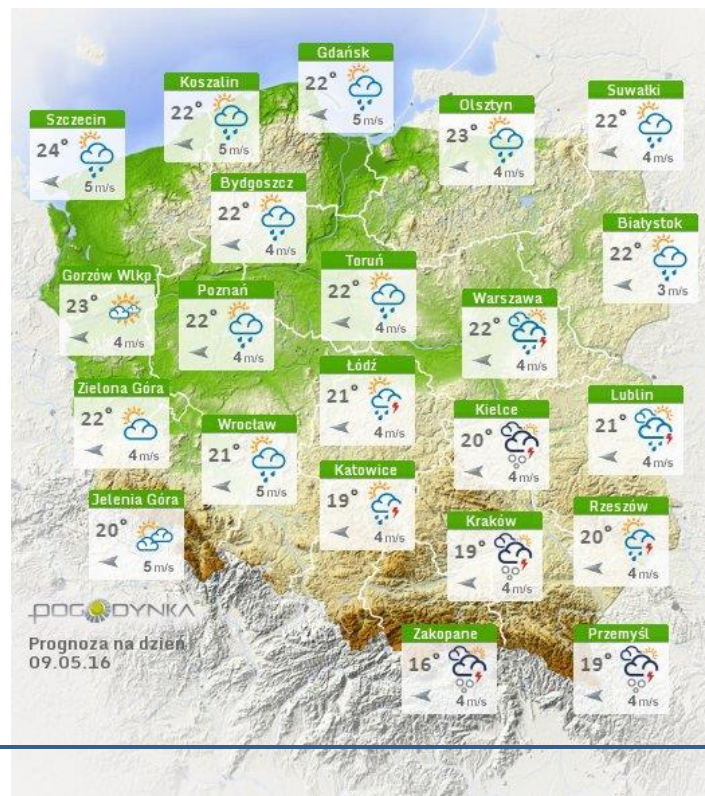 Gdańsk
22°
5 m/s
Koszalin
22°
5 m/s
Suwałki
22°
4 m/s
Olsztyn
23°
4 m/s
Szczecin
24°
5 m/s
Bydgoszcz
22°
4 m/s
Białystok
22°
3 m/s
Toruń
22°
4 m/s
Gorzów Wlkp
23°
4 m/s
Poznań
22°
4 m/s
Warszawa
22°
4 m/s
Łódź
21°
4 m/s
Zielona Góra
22°
4 m/s
Lublin
21°
4 m/s
Kielce
20°
4 m/s
Wrocław
21°
5 m/s
Katowice
19°
4 m/s
Jelenia Góra
20°
5 m/s
Rzeszów
20°
4 m/s
Kraków
19°
4 m/s
POGODYNKA
Prognoza na dzień
09.05.16
Zakopane
16°
4 m/s
Przemyśl
19°
4 m/s